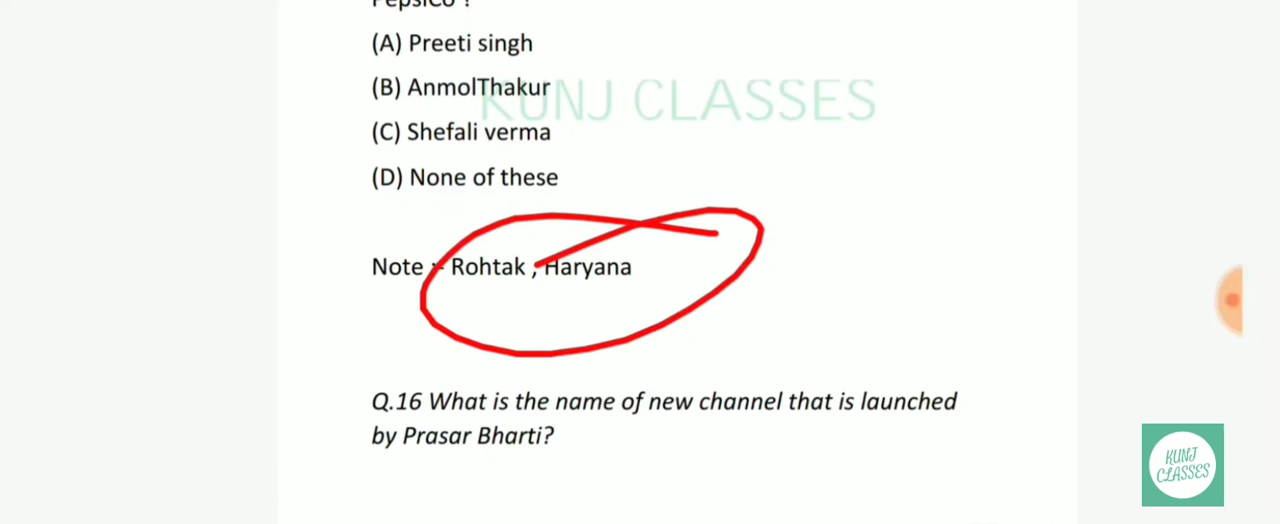 PepsiCo ?
(A) Preeti singh
(B) AnmolThakur
KUNJ CLASSES
(C) Shefali verma
(D) None of these
Note :- Rohtak , Haryana
Q.16 What is the name of new channel that is launched
by Prasar Bharti?
KUNJ
CLASSES